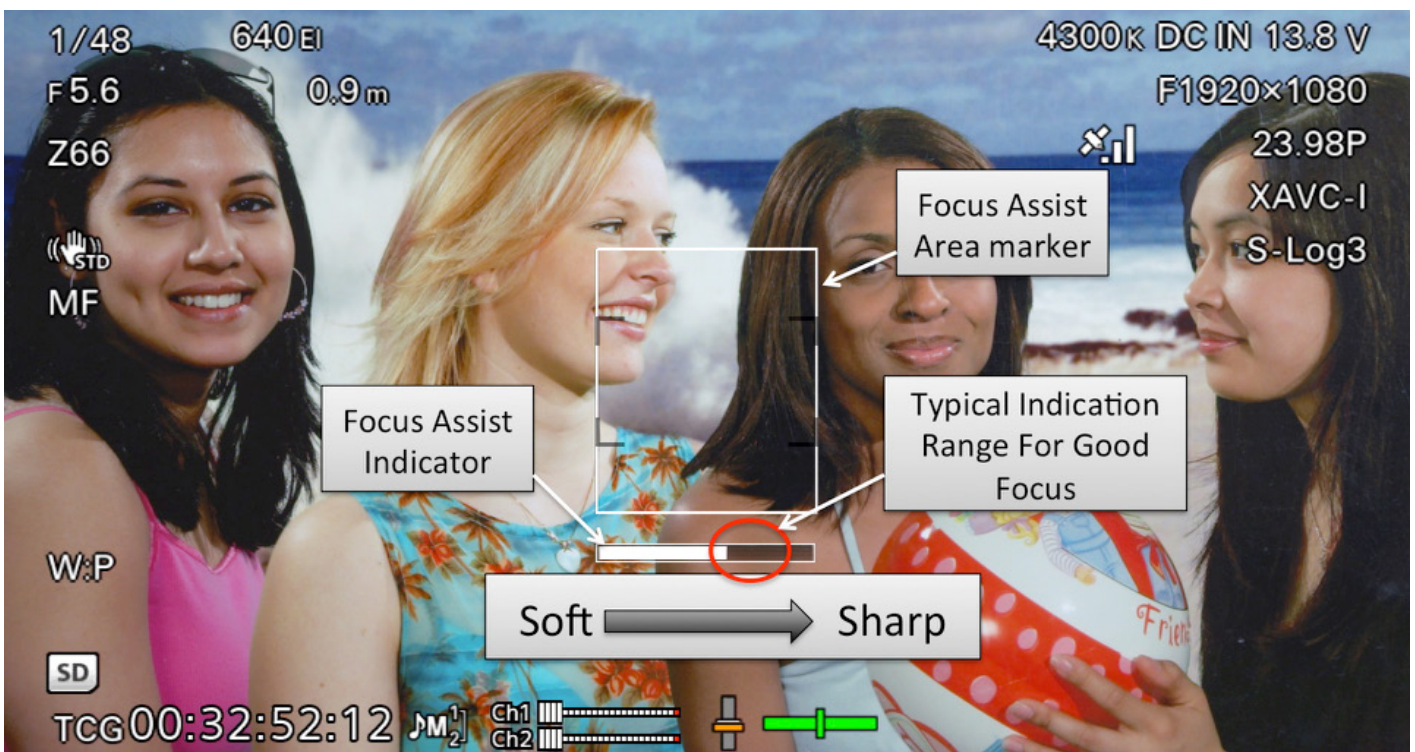 1/48 640EI 4300K DC IN 13.8 V
F5.6 0.9m F1920×1080
Z66 23.98P
XAVC-I
S-Log3
Focus Assist
Area marker
STD
MF
Focus Assist
Indicator
Typical Indication
Range For Good
Focus
W:P
Soft Sharp
Frien
SD
TCG00:32:52:12 M 1 2 Ch1
Ch2